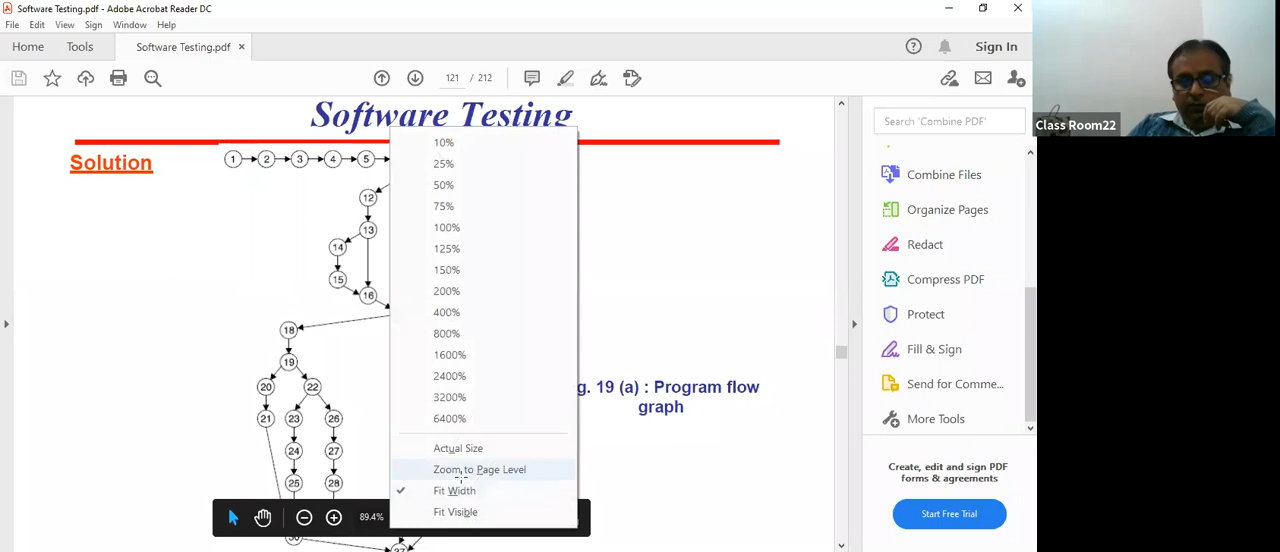 Software Testing.pdf - Adobe Acrobat Reader DC
File Edit View Sign Window Help
Home Tools Software Testing.pdf × Sign In
121 / 212
Software Testing
Solution
1 2 3 4 5
12
13
14
15
16
18
19
20 22
21 23 26
24 27
25 28
37
g. 19 (a) : Program flow
graph
10%
25%
50%
75%
100%
125%
150%
200%
400%
800%
1600%
2400%
3200%
6400%
Actual Size
Zoom to Page Level
Fit Width
Fit Visible
89.4%
Search 'Combine PDF'
Combine Files
Organize Pages
Redact
Compress PDF
Protect
Fill & Sign
Send for Comme...
More Tools
Create, edit and sign PDF
forms & agreements
Start Free Trial
Class Room22